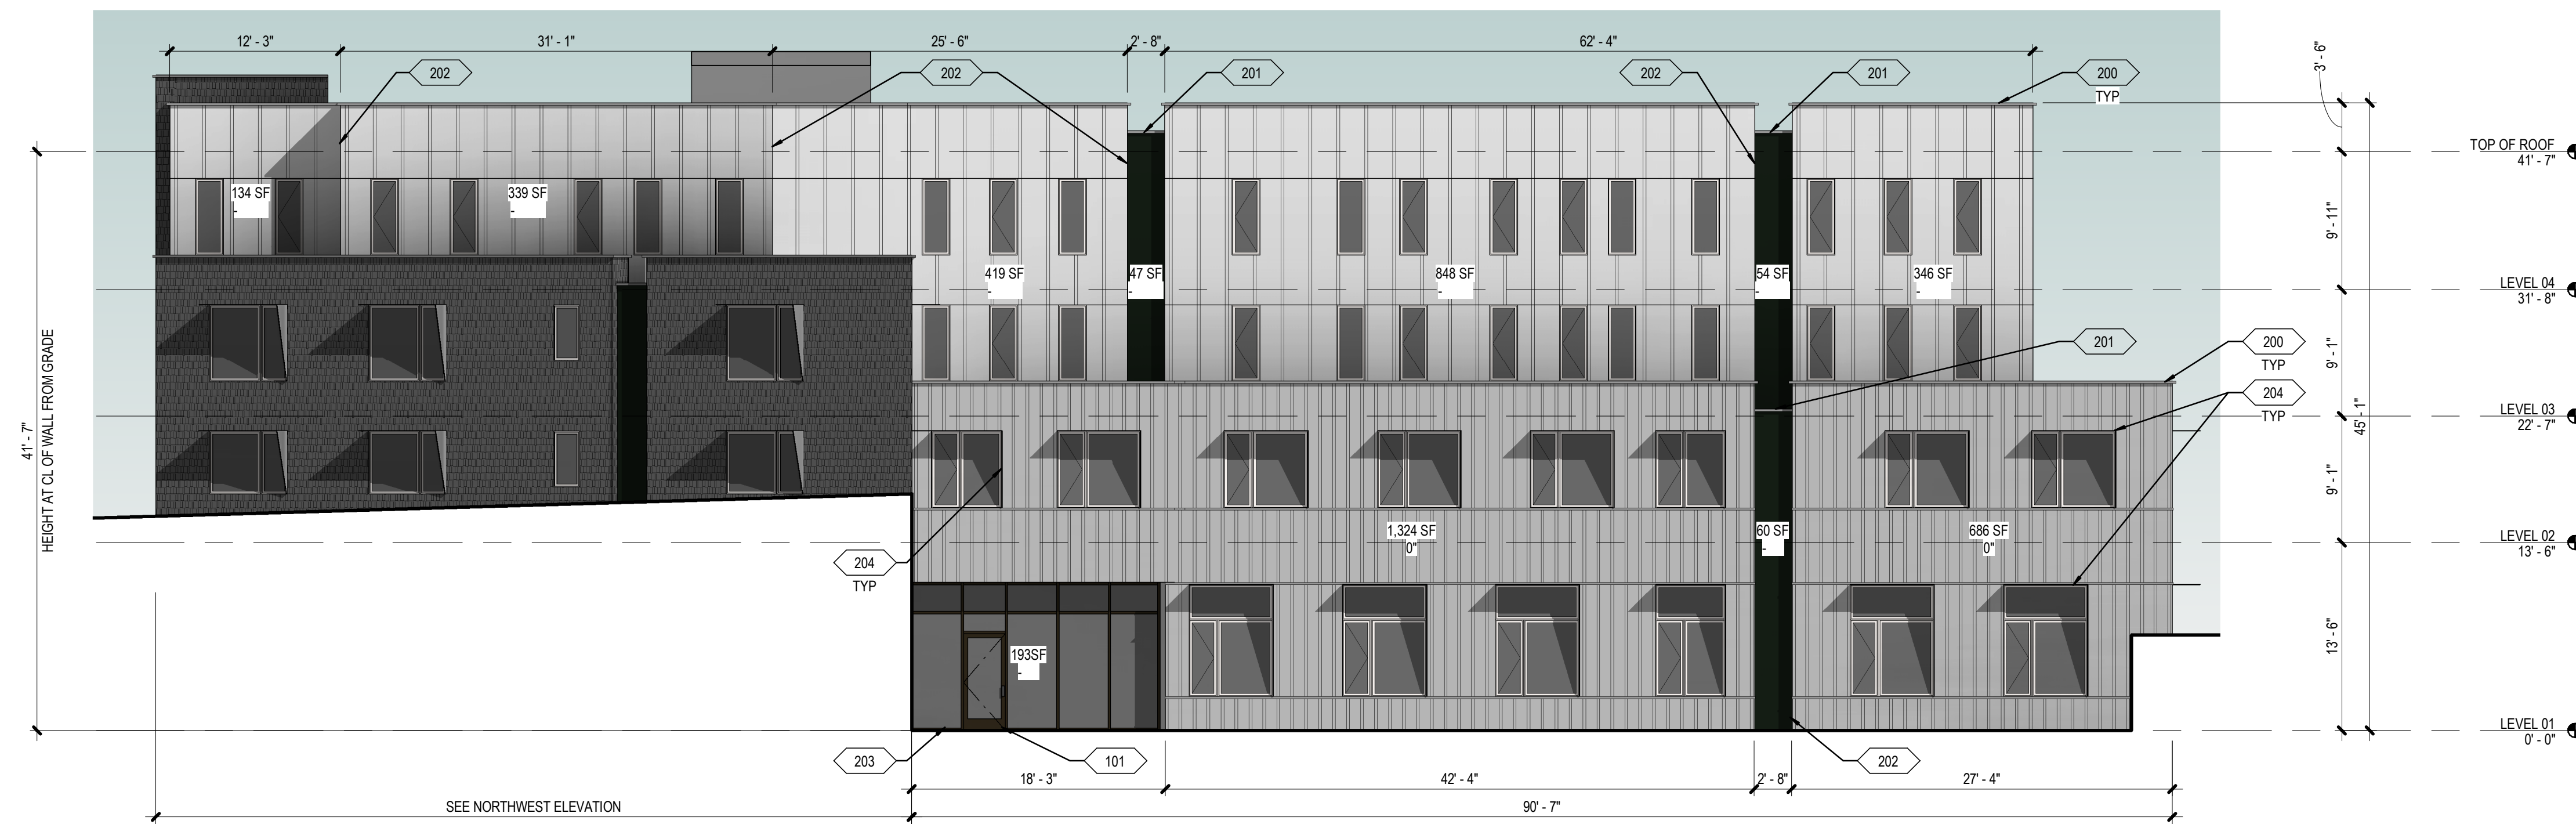 12' - 3"
31' - 1"
25' - 6"
2' - 8"
62' - 4"
3' - 6"
202
202
201
202
201
200
TYP
TOP OF ROOF
41' - 7"
134 SF
-
339 SF
-
9' - 11"
419 SF
-
47 SF
-
848 SF
-
54 SF
-
346 SF
-
LEVEL 04
31' - 8"
201
200
TYP
9' - 1"
204
TYP
LEVEL 03
22' - 7"
45' - 1"
41' - 7"
HEIGHT AT CL OF WALL FROM GRADE
9' - 1"
1,324 SF
0"
60 SF
-
686 SF
0"
LEVEL 02
13' - 6"
204
TYP
193SF
-
13' - 6"
LEVEL 01
0' - 0"
203
101
202
18' - 3"
42' - 4"
2' - 8"
27' - 4"
SEE NORTHWEST ELEVATION
90' - 7"